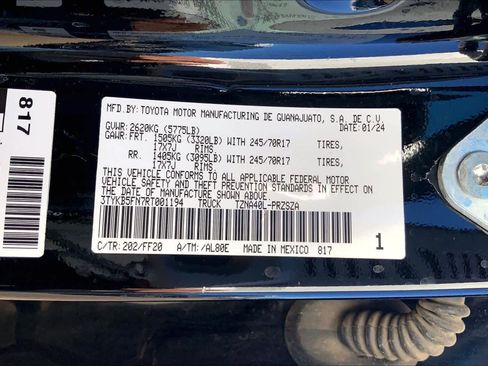 MFD.BY:TOYOTA MOTOR MANUFACTURING DE GUANAJUATO, S.A. DE C.V.
DATE:01/24
GVWR:2620KG (5775LB)
GAWR: FRT. 1505KG (3320LB) WITH 245/70R17 TIRES,
17X7J RIMS
RR. 1405KG (3095LB) WITH 245/70R17 TIRES,
17X7J RIMS
THIS VEHICLE CONFORMS TO ALL APPLICABLE FEDERAL MOTOR
VEHICLE SAFETY AND THEFT PREVENTION STANDARDS IN EFFECT ON
THE DATE OF MANUFACTURE SHOWN ABOVE.
3TYKB5FN7RT001194 TRUCK TZNA40L-PRZSZA
1
C/TR:202/FF20 A/TM:/AL80E MADE IN MEXICO 817
817